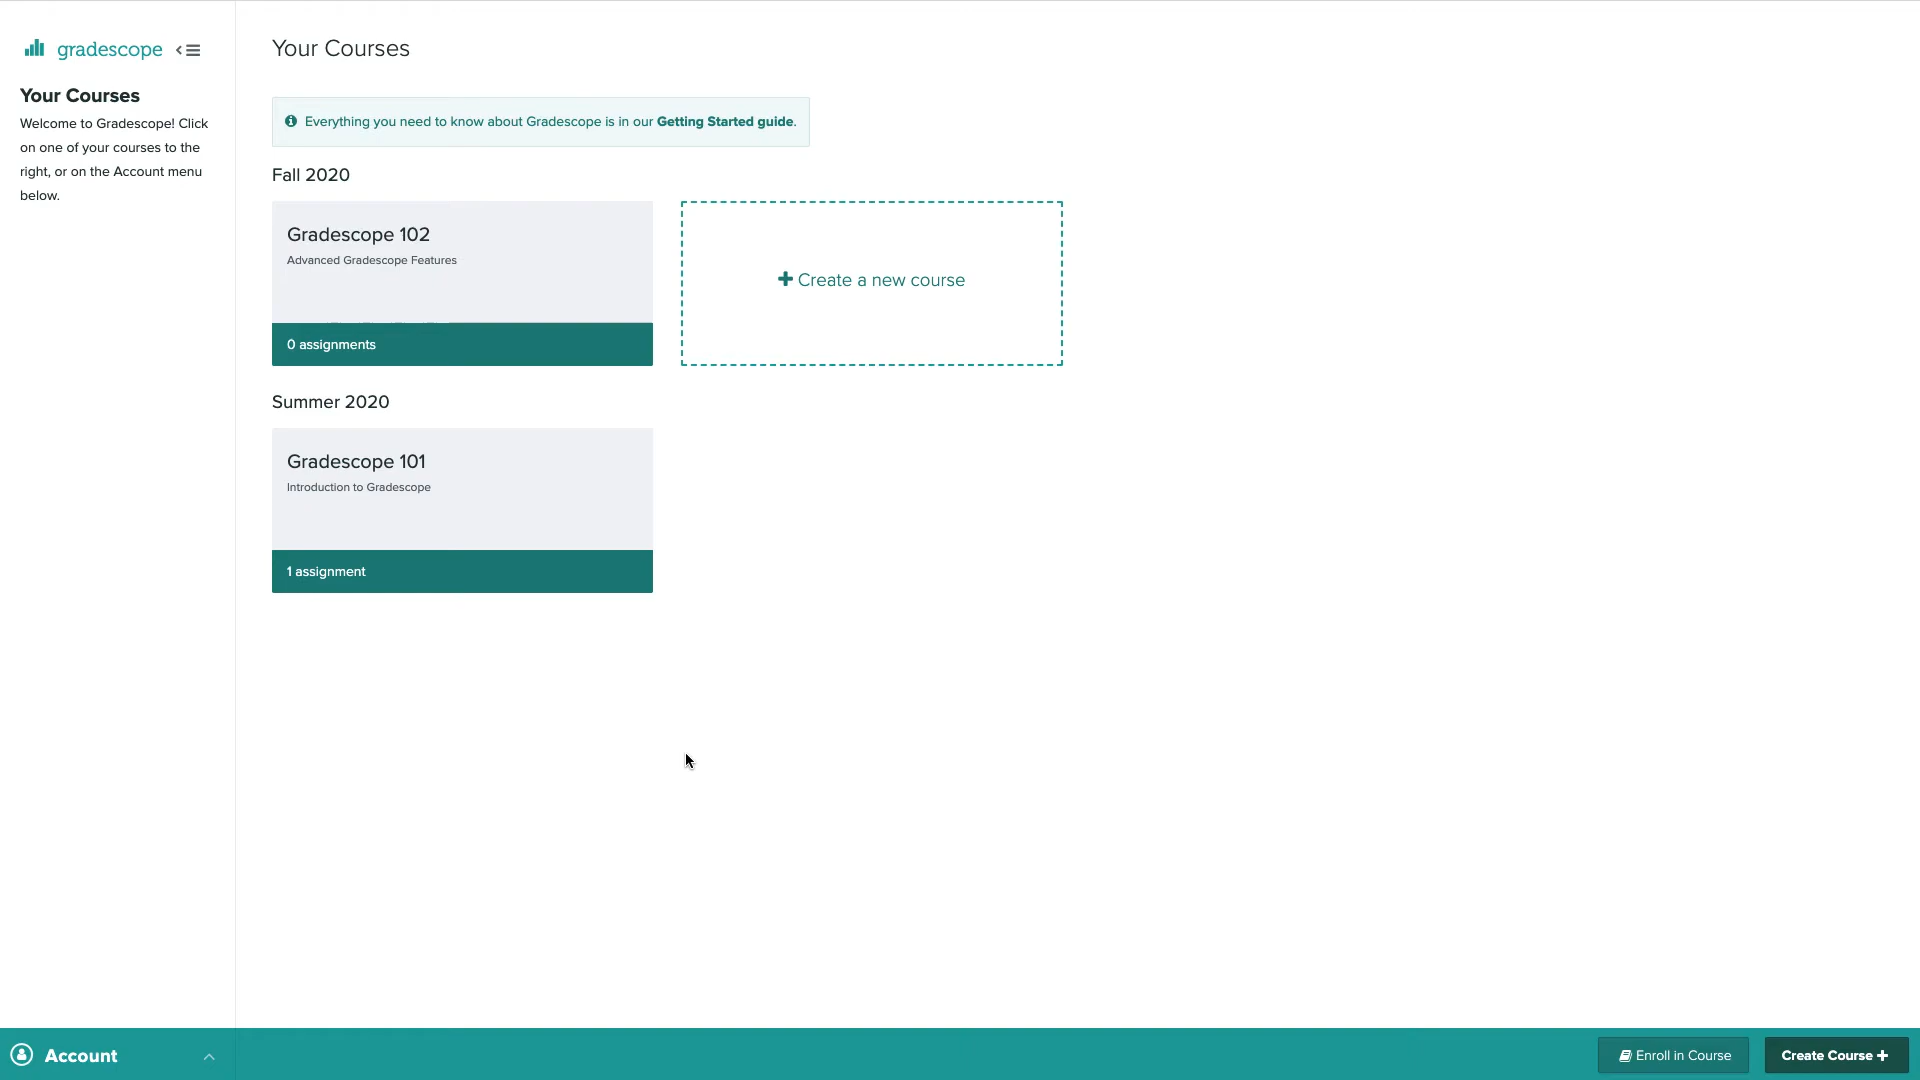 gradescope
Your Courses
Welcome to Gradescope! Click
on one of your courses to the
right, or on the Account menu
below.
Your Courses
Everything you need to know about Gradescope is in our Getting Started guide.
Fall 2020
Gradescope 102
Advanced Gradescope Features
0 assignments
Create a new course
Summer 2020
Gradescope 101
Introduction to Gradescope
1 assignment
Account
Enroll in Course
Create Course